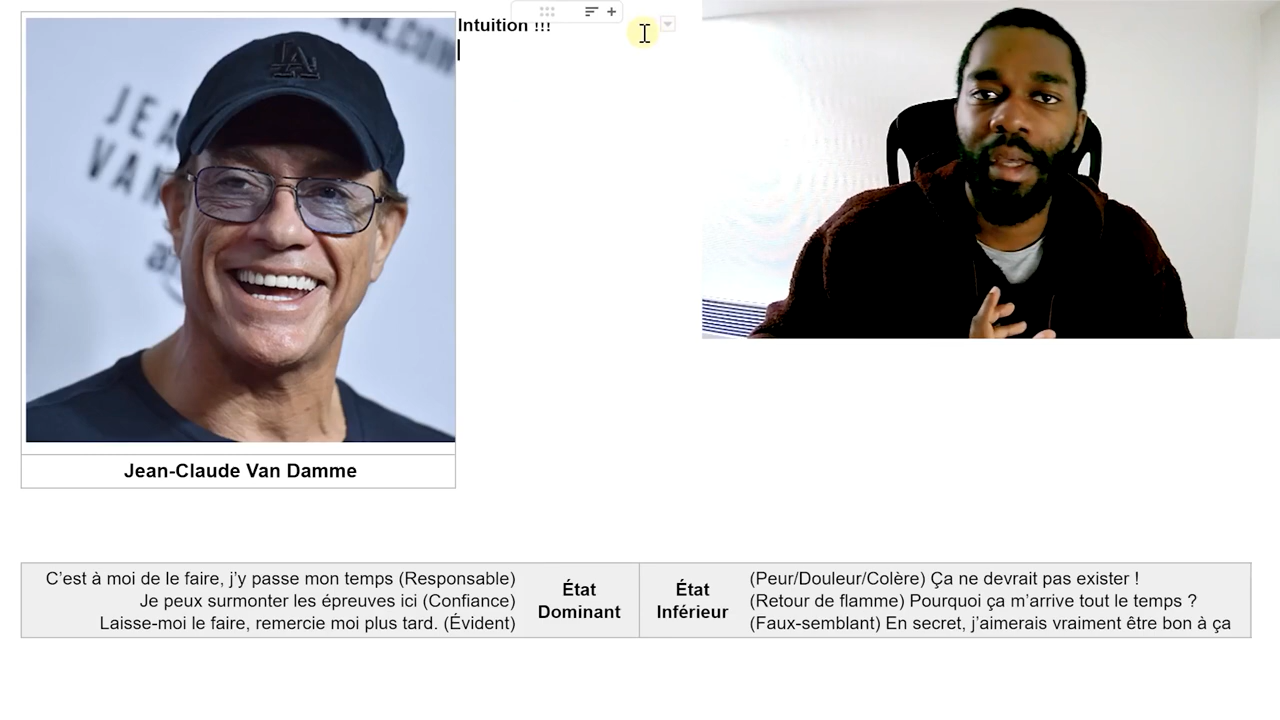 Intuition !!!
JEA
VAN
Jean-Claude Van Damme
C'est à moi de le faire, j'y passe mon temps (Responsable)
Je peux surmonter les épreuves ici (Confiance)
Laisse-moi le faire, remercie moi plus tard. (Évident)
État
Dominant
État
Inférieur
(Peur/Douleur/Colère) Ça ne devrait pas exister !
(Retour de flamme) Pourquoi ça m'arrive tout le temps ?
(Faux-semblant) En secret, j'aimerais vraiment être bon à ça